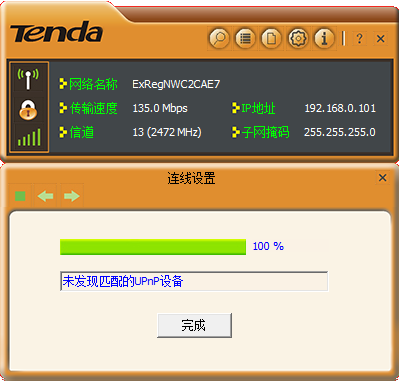 Tenda
网络名称 ExRegNWC2CAE7
传输速度 135.0 Mbps IP地址 192.168.0.101
信道 13 (2472 MHz) 子网掩码 255.255.255.0
连线设置
100 %
未发现匹配的UPnP设备
完成